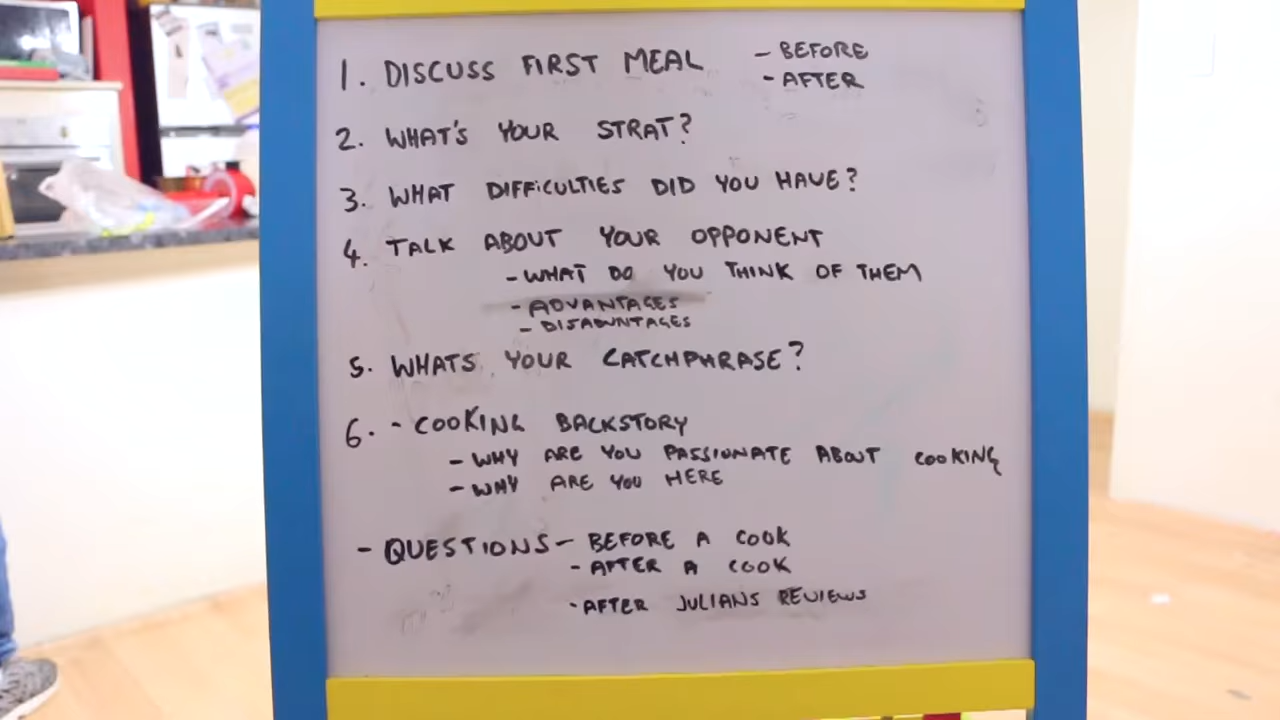 1. DISCUSS FIRST MEAL - BEFORE
- AFTER
2. WHAT'S YOUR STRAT?
3. WHAT DIFFICULTIES DID YOU HAVE?
4. TALK ABOUT YOUR OPPONENT
- WHAT DO YOU THINK OF THEM
- ADVANTAGES
- DISADVNTAGES
5. WHATS YOUR CATCHPHRASE?
6. - COOKING BACKSTORY
- WHY ARE YOU PASSIONATE ABOUT COOKING
- WHY ARE YOU HERE
- QUESTIONS - BEFORE A COOK
- AFTER A COOK
- AFTER JULIANS REVIEWS